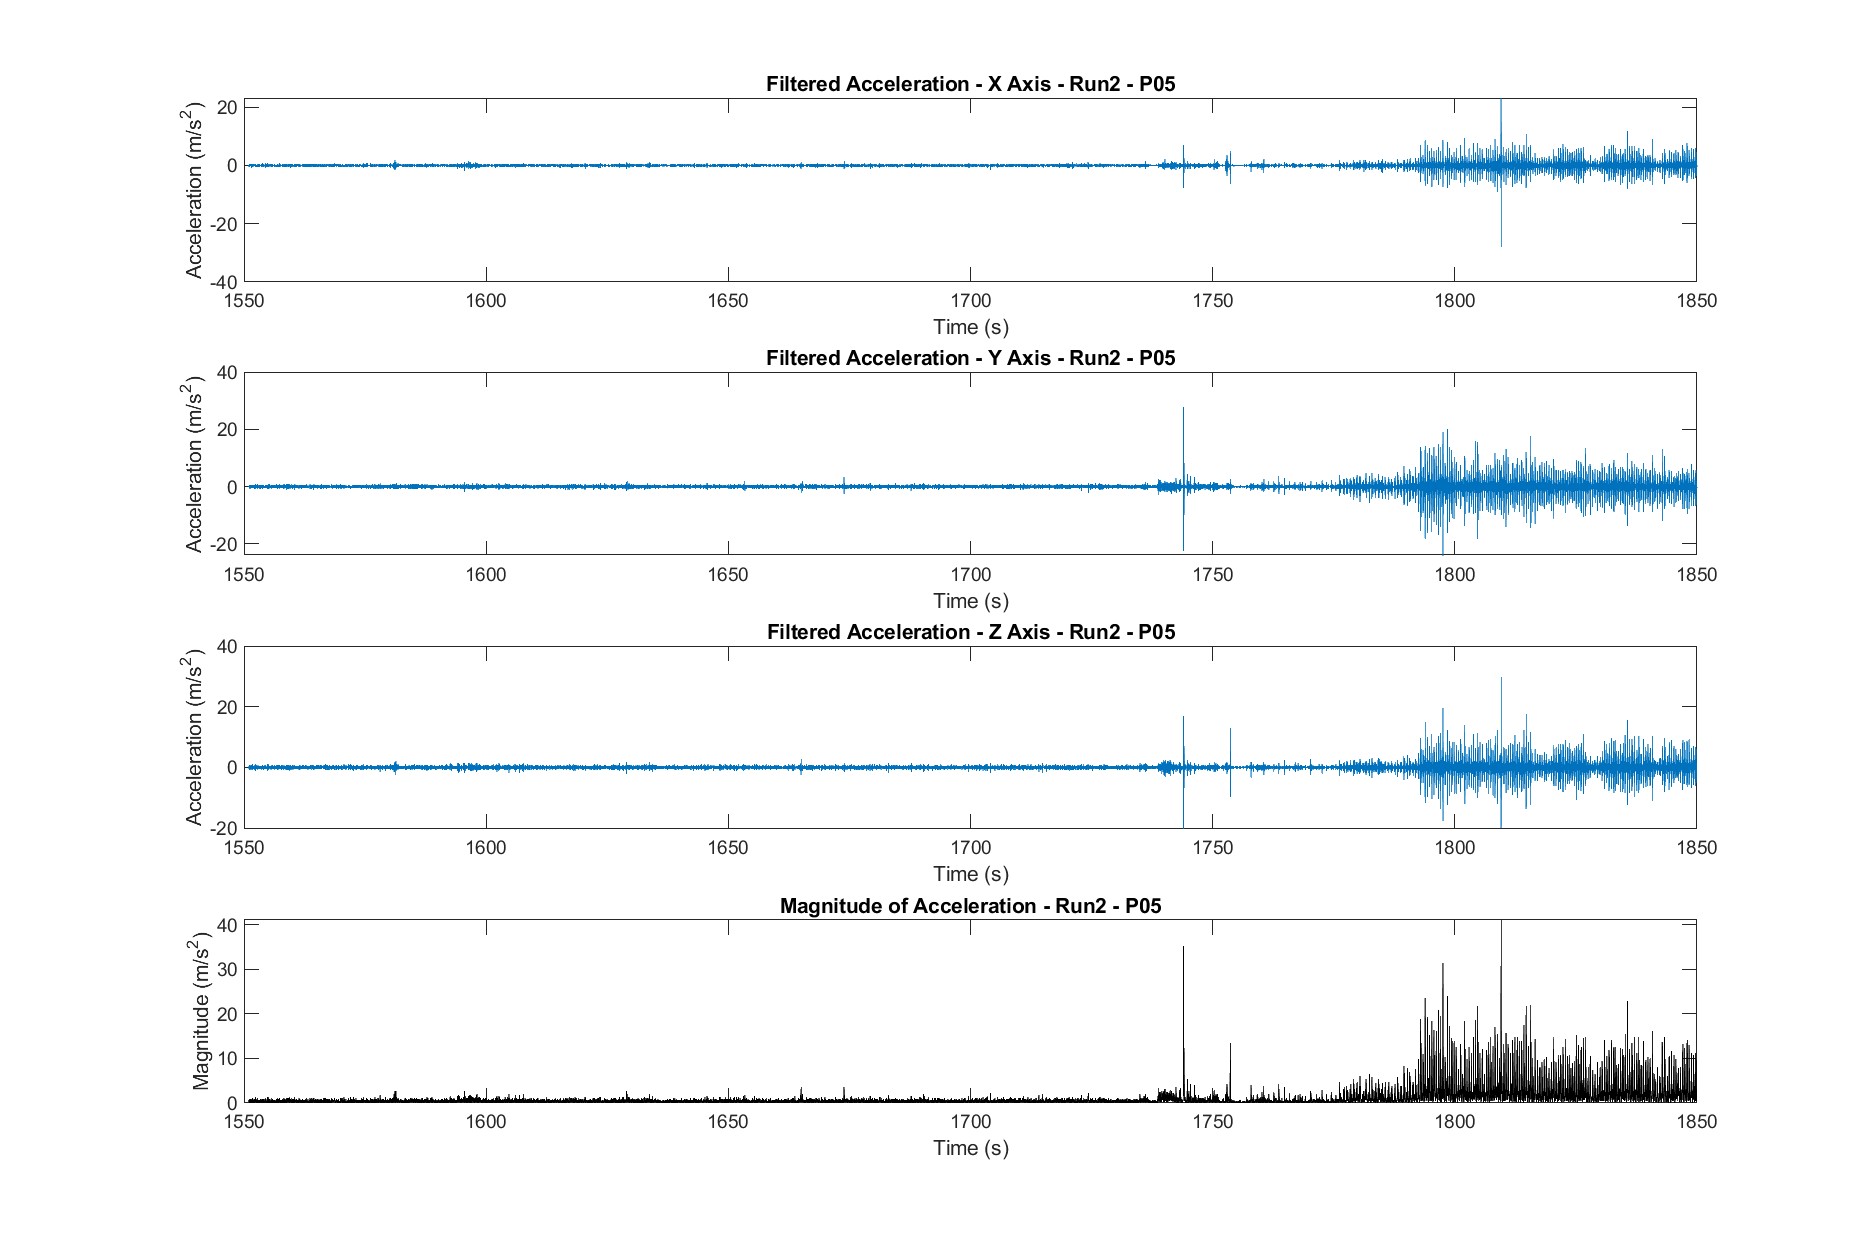 Filtered Acceleration - X Axis - Run2 - P05
Acceleration (m/s²)
20
0
-20
-40
1550 1600 1650 1700 1750 1800 1850
Time (s)
Filtered Acceleration - Y Axis - Run2 - P05
Acceleration (m/s²)
40
20
0
-20
1550 1600 1650 1700 1750 1800 1850
Time (s)
Filtered Acceleration - Z Axis - Run2 - P05
Acceleration (m/s²)
40
20
0
-20
1550 1600 1650 1700 1750 1800 1850
Time (s)
Magnitude of Acceleration - Run2 - P05
Magnitude (m/s²)
40
30
20
10
0
1550 1600 1650 1700 1750 1800 1850
Time (s)